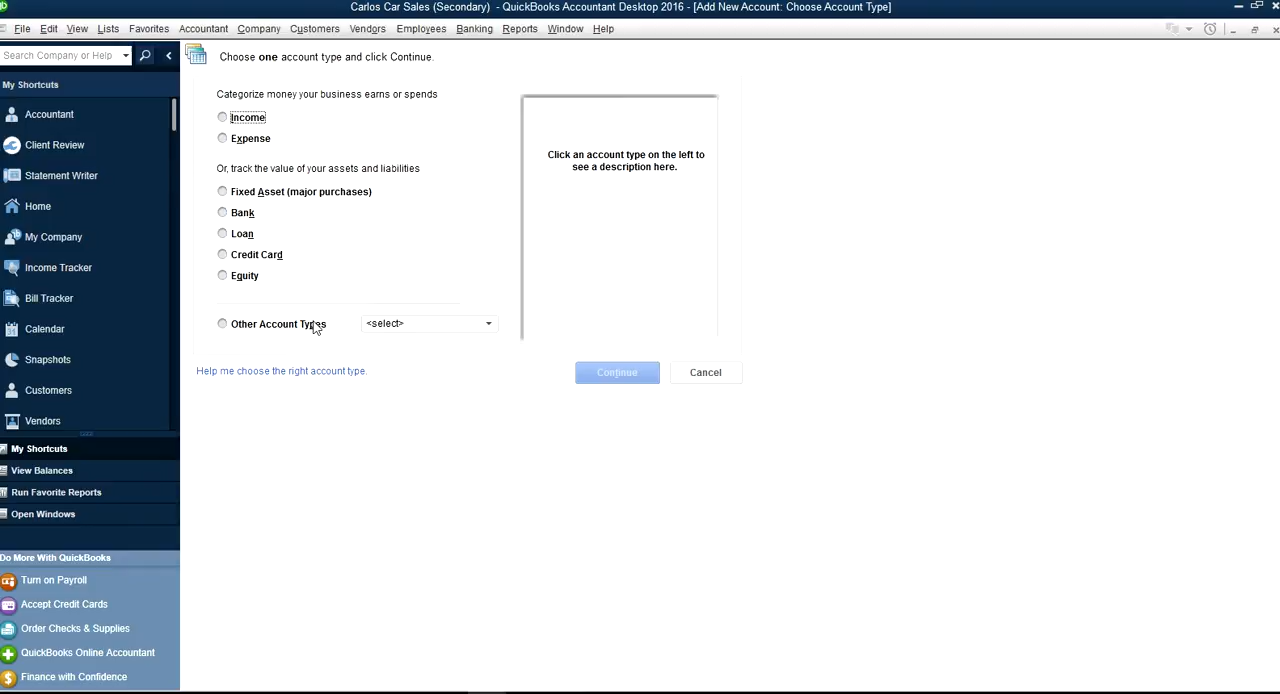 Carlos Car Sales (Secondary) - QuickBooks Accountant Desktop 2016 - [Add New Account: Choose Account Type]
File Edit View Lists Favorites Accountant Company Customers Vendors Employees Banking Reports Window Help
Search Company or Help
My Shortcuts
Accountant
Client Review
Statement Writer
Home
My Company
Income Tracker
Bill Tracker
Calendar
Snapshots
Customers
Vendors
My Shortcuts
View Balances
Run Favorite Reports
Open Windows
Do More With QuickBooks
Turn on Payroll
Accept Credit Cards
Order Checks & Supplies
QuickBooks Online Accountant
Finance with Confidence
Choose one account type and click Continue.
Categorize money your business earns or spends
Income
Expense
Or, track the value of your assets and liabilities
Fixed Asset (major purchases)
Bank
Loan
Credit Card
Equity
Other Account Types <select>
Click an account type on the left to
see a description here.
Help me choose the right account type.
Continue Cancel